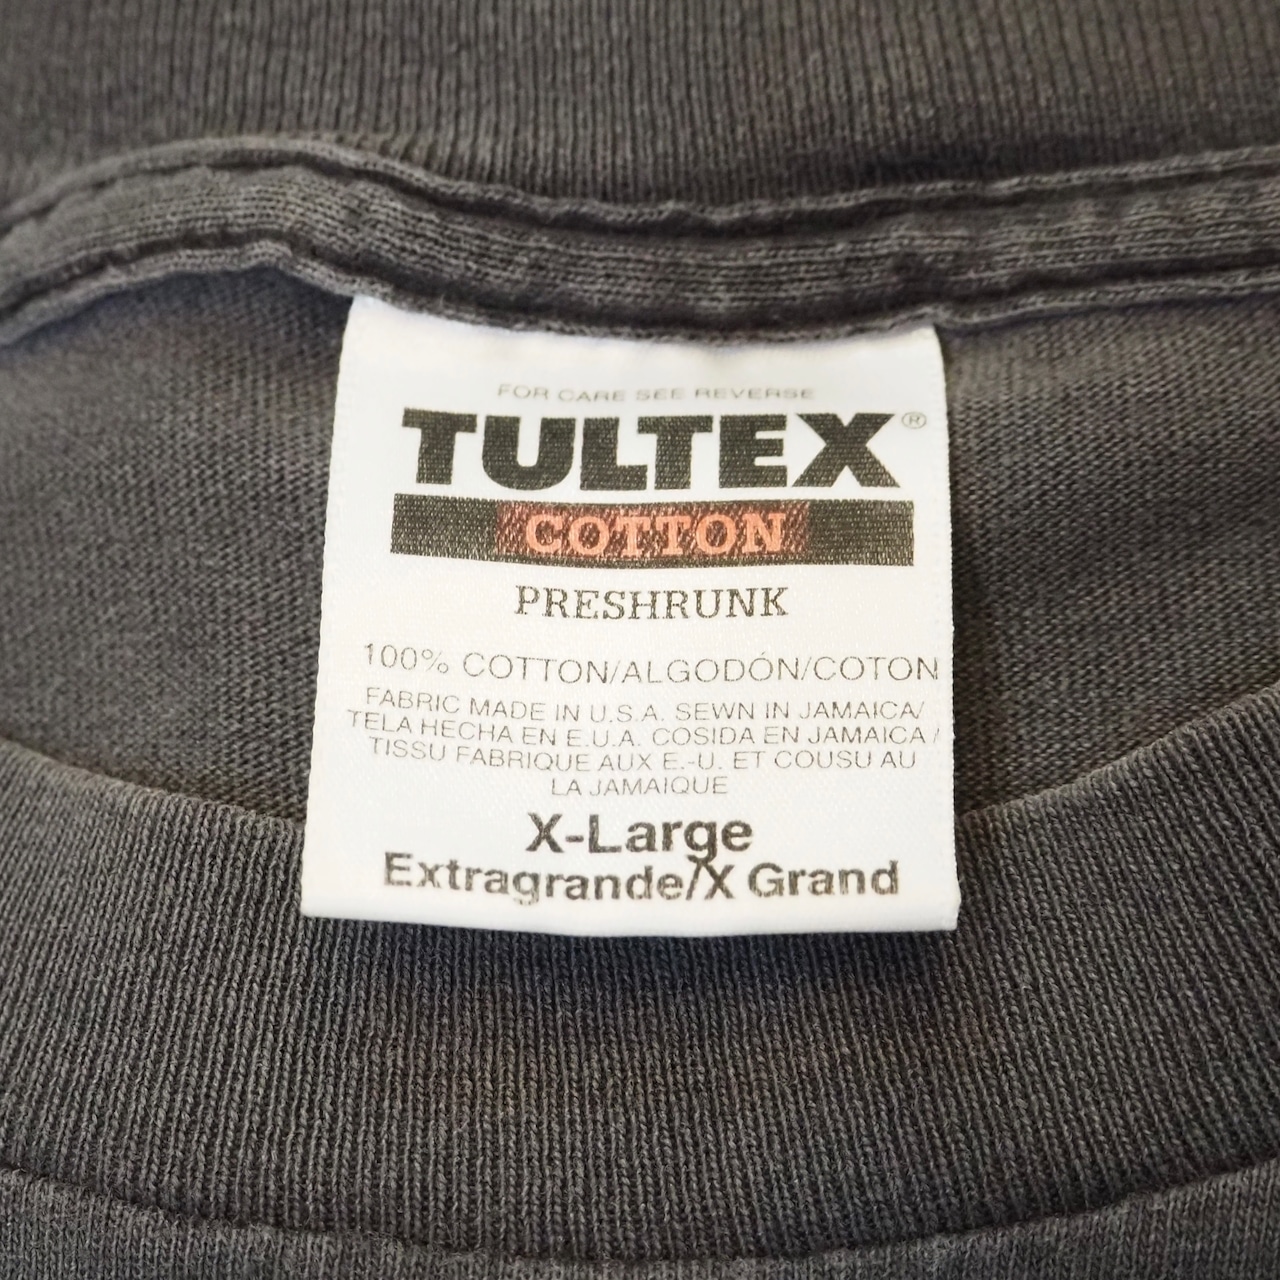 FOR CARE SEE REVERSE
TULTEX®
COTTON
PRESHRUNK
100% COTTON/ALGODÓN/COTON
FABRIC MADE IN U.S.A. SEWN IN JAMAICA/
TELA HECHA EN E.U.A. COSIDA EN JAMAICA /
TISSU FABRIQUE AUX E.-U. ET COUSU AU
LA JAMAIQUE
X-Large
Extragrande/X Grand